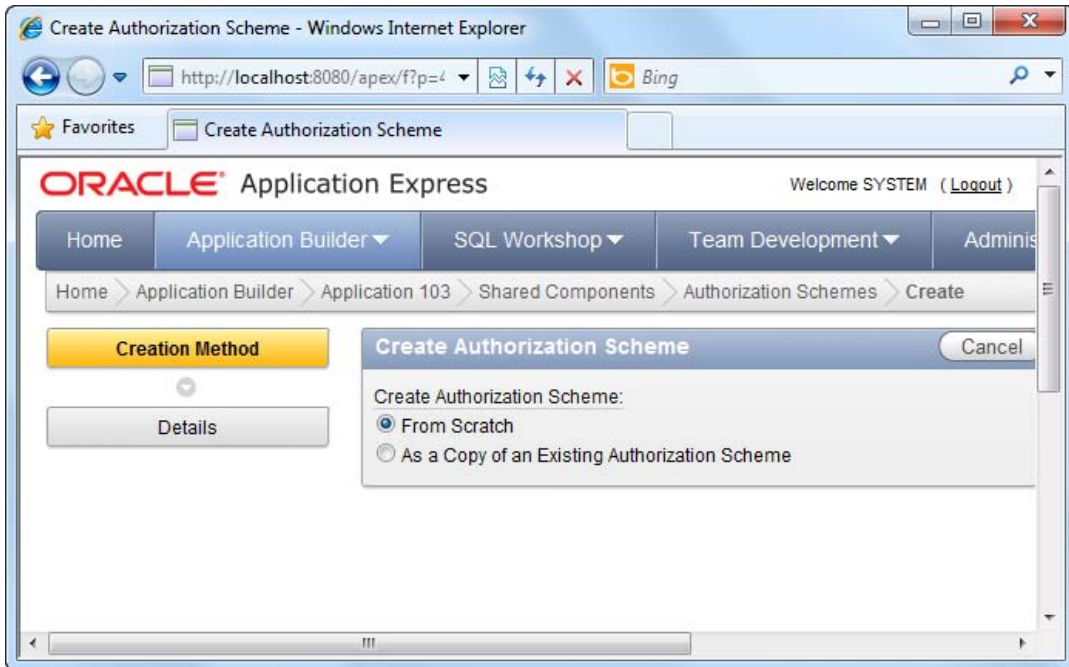 Create Authorization Scheme - Windows Internet Explorer
http://localhost:8080/apex/f?p=4
Bing
Favorites
Create Authorization Scheme
ORACLE® Application Express
Welcome SYSTEM ( Logout )
Home
Application Builder
SQL Workshop
Team Development
Adminis
Home
Application Builder
Application 103
Shared Components
Authorization Schemes
Create
Creation Method
Details
Create Authorization Scheme
Cancel
Create Authorization Scheme:
From Scratch
As a Copy of an Existing Authorization Scheme